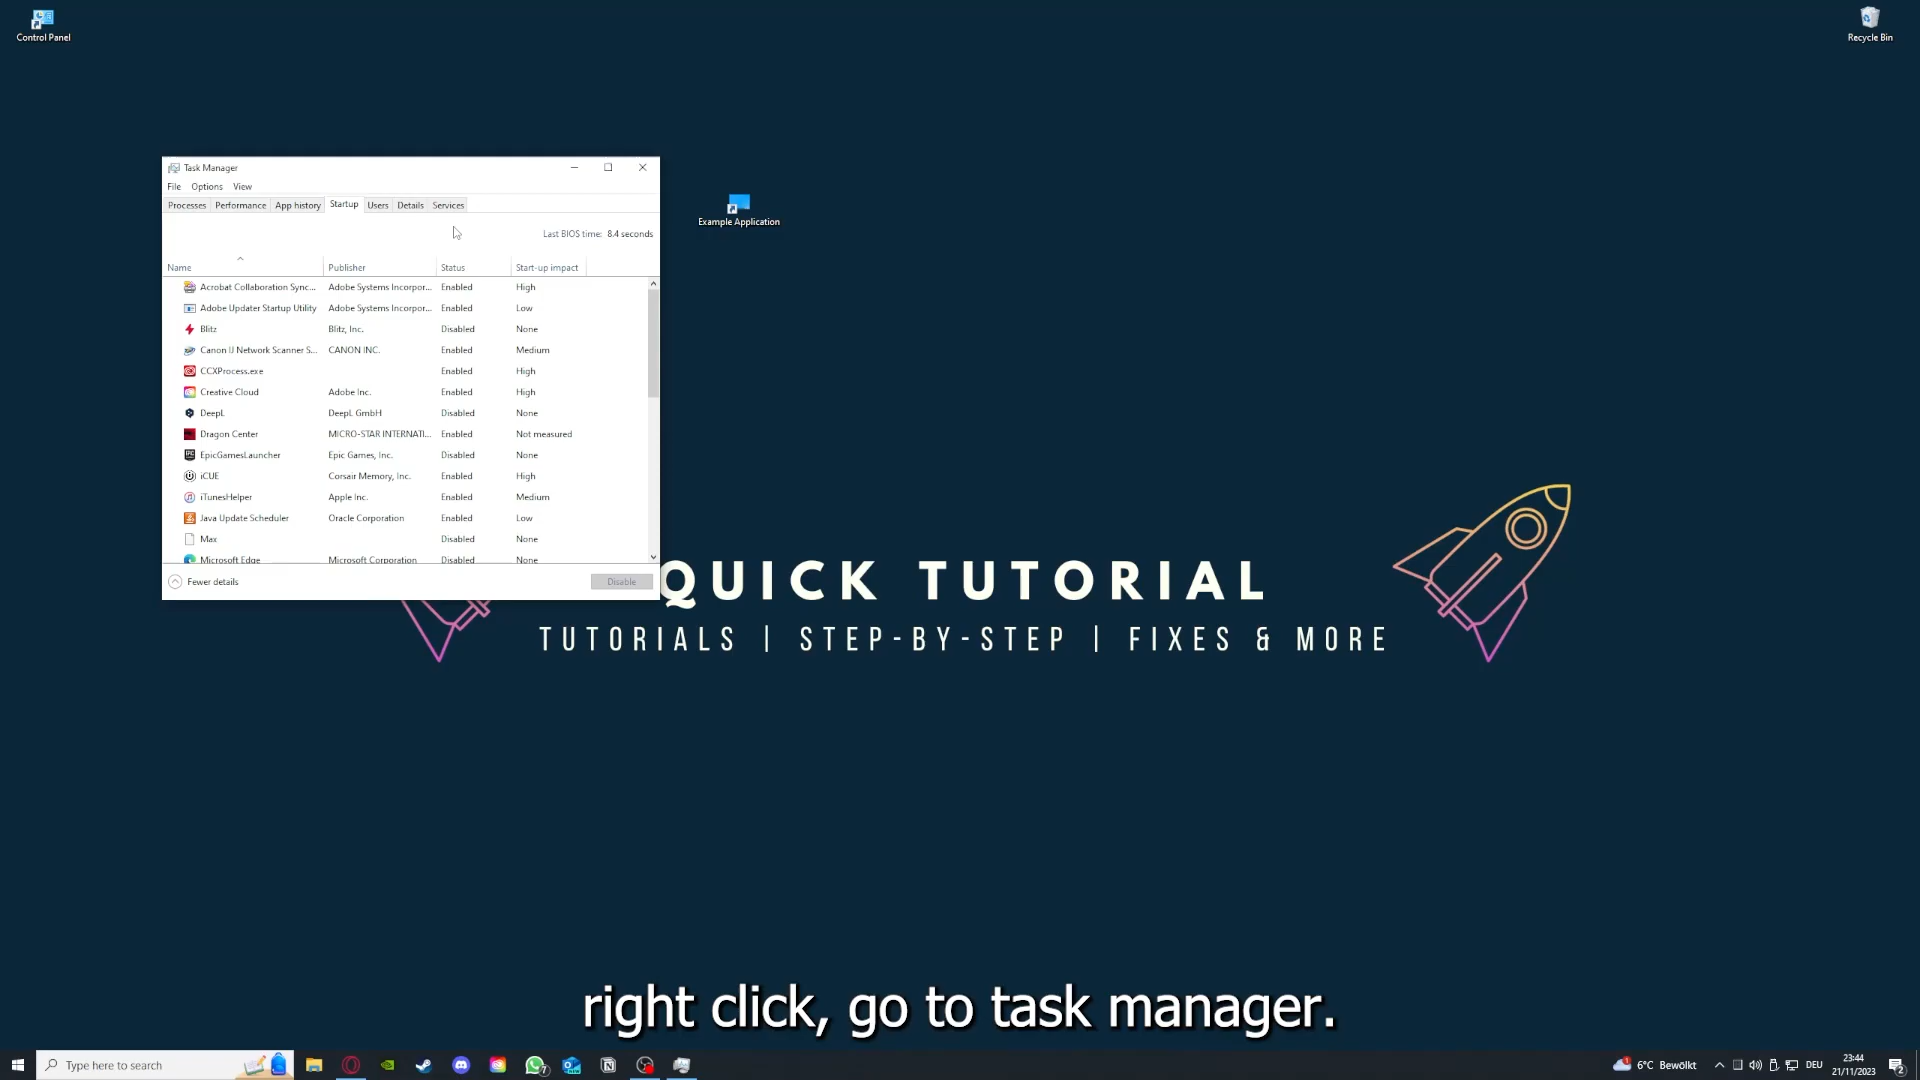 Control Panel
Recycle Bin
Task Manager
File Options View
Processes Performance App history Startup Users Details Services
Last BIOS time: 8.4 seconds
Example Application
Name Publisher Status Start-up impact
Acrobat Collaboration Sync... Adobe Systems Incorpor... Enabled High
Adobe Updater Startup Utility Adobe Systems Incorpor... Enabled Low
Blitz Blitz, Inc. Disabled None
Canon IJ Network Scanner S... CANON INC. Enabled Medium
CCXProcess.exe Enabled High
Creative Cloud Adobe Inc. Enabled High
DeepL DeepL GmbH Disabled None
Dragon Center MICRO-STAR INTERNATI... Enabled Not measured
EpicGamesLauncher Epic Games, Inc. Disabled None
iCUE Corsair Memory, Inc. Enabled High
iTunesHelper Apple Inc. Enabled Medium
Java Update Scheduler Oracle Corporation Enabled Low
Max Disabled None
Microsoft Edge Microsoft Corporation Disabled None
Fewer details Disable
QUICK TUTORIAL
TUTORIALS | STEP-BY-STEP | FIXES & MORE
right click, go to task manager.
Type here to search
7
1
6°C Bewölkt
DEU
23:44
21/11/2023
2